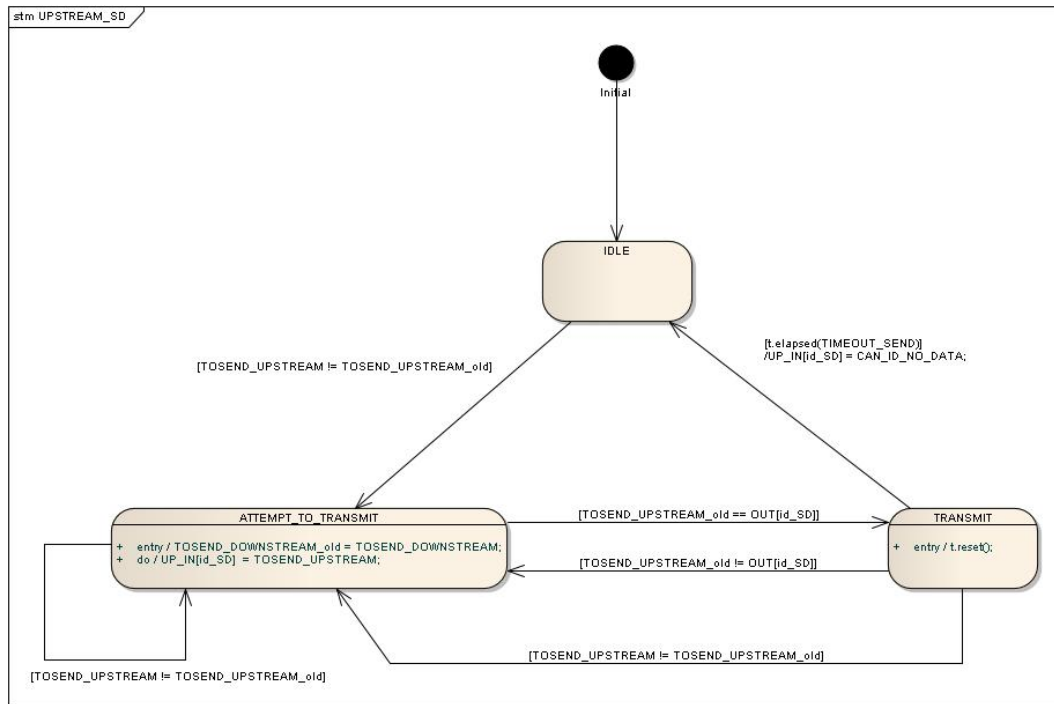 stm UPSTREAM_SD
Initial
IDLE
[t.elapsed(TIMEOUT_SEND)]
/UP_IN[id_SD] = CAN_ID_NO_DATA;
[TOSEND_UPSTREAM != TOSEND_UPSTREAM_old]
ATTEMPT_TO_TRANSMIT
+ entry / TOSEND_DOWNSTREAM_old = TOSEND_DOWNSTREAM;
+ do / UP_IN[id_SD] = TOSEND_UPSTREAM;
[TOSEND_UPSTREAM_old == OUT[id_SD]]
TRANSMIT
+ entry / t.reset();
[TOSEND_UPSTREAM_old != OUT[id_SD]]
[TOSEND_UPSTREAM != TOSEND_UPSTREAM_old]
[TOSEND_UPSTREAM != TOSEND_UPSTREAM_old]